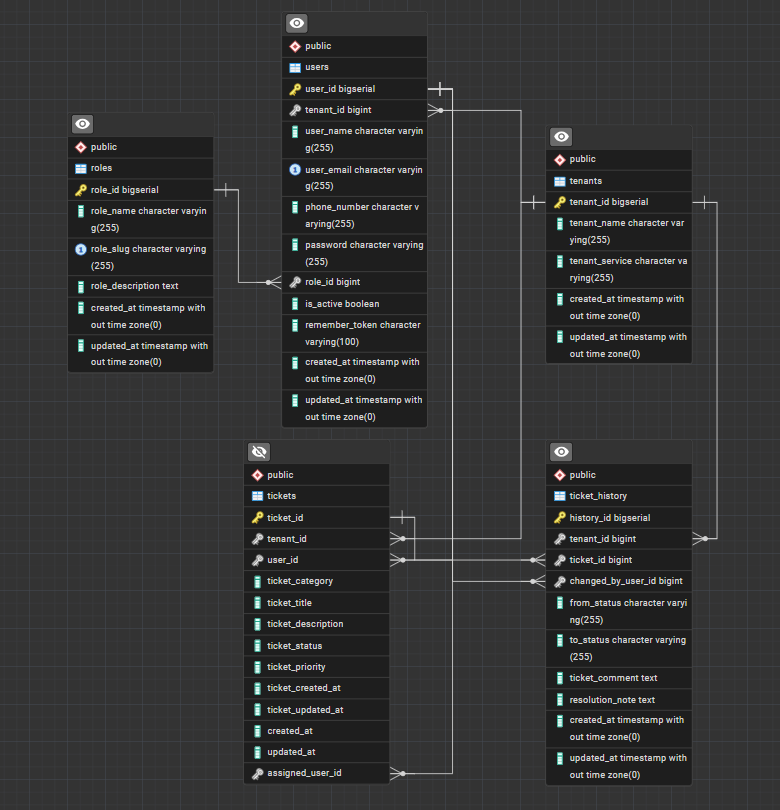 public
roles
role_id bigserial
role_name character varyin
g(255)
role_slug character varying
(255)
role_description text
created_at timestamp with
out time zone(0)
updated_at timestamp with
out time zone(0)
public
users
user_id bigserial
tenant_id bigint
user_name character varyin
g(255)
user_email character varyin
g(255)
phone_number character v
arying(255)
password character varying
(255)
role_id bigint
is_active boolean
remember_token character
varying(100)
created_at timestamp with
out time zone(0)
updated_at timestamp with
out time zone(0)
public
tenants
tenant_id bigserial
tenant_name character var
ying(255)
tenant_service character va
rying(255)
created_at timestamp with
out time zone(0)
updated_at timestamp with
out time zone(0)
public
tickets
ticket_id
tenant_id
user_id
ticket_category
ticket_title
ticket_description
ticket_status
ticket_priority
ticket_created_at
ticket_updated_at
created_at
updated_at
assigned_user_id
public
ticket_history
history_id bigserial
tenant_id bigint
ticket_id bigint
changed_by_user_id bigint
from_status character varyi
ng(255)
to_status character varying
(255)
ticket_comment text
resolution_note text
created_at timestamp with
out time zone(0)
updated_at timestamp with
out time zone(0)